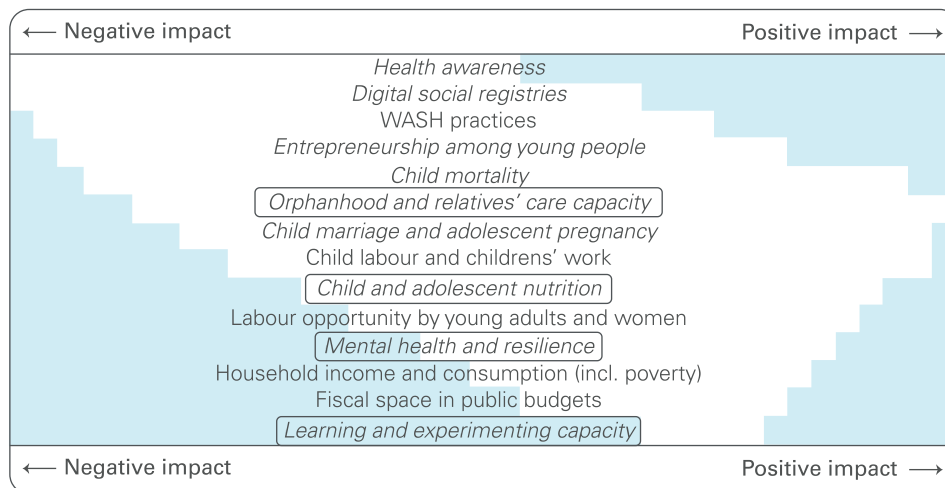 ← Negative impact Positive impact →
Health awareness
Digital social registries
WASH practices
Entrepreneurship among young people
Child mortality
Orphanhood and relatives’ care capacity
Child marriage and adolescent pregnancy
Child labour and childrens’ work
Child and adolescent nutrition
Labour opportunity by young adults and women
Mental health and resilience
Household income and consumption (incl. poverty)
Fiscal space in public budgets
Learning and experimenting capacity
← Negative impact Positive impact →